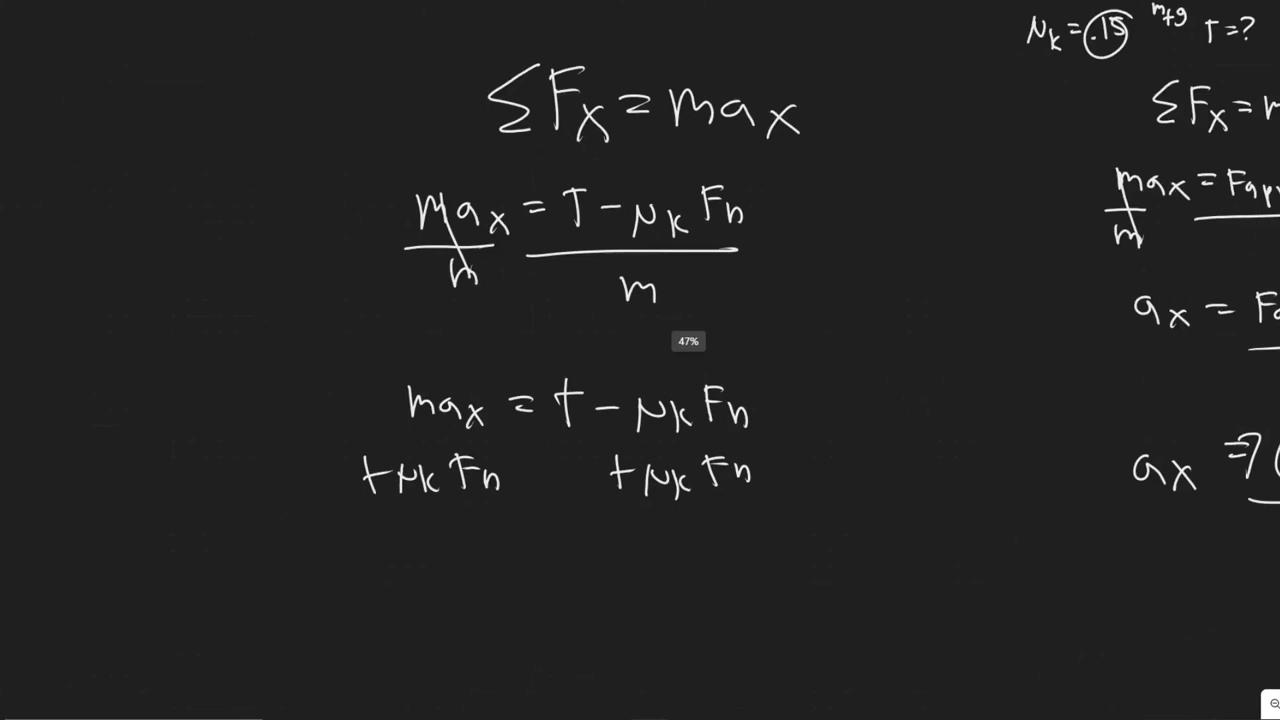 μk = .15 m+g T = ?
ΣFx = max
max = T - μk Fn
m m
max = T - μk Fn
+μk Fn +μk Fn
ΣFx = m
max = Fap
m
ax = F
ax =
47%